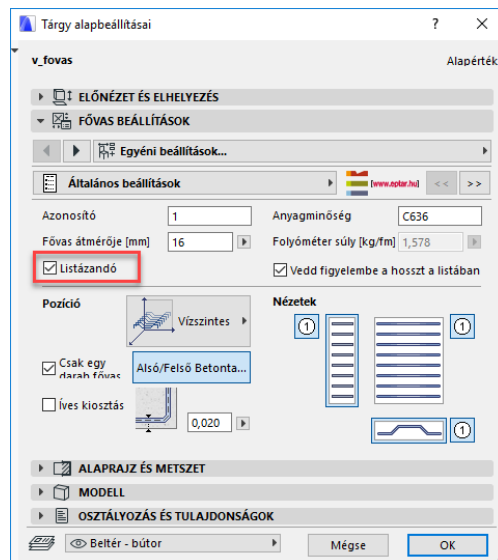 Tárgy alapbeállításai ? X
v_fovas Alapérték
ELŐNÉZET ÉS ELHELYEZÉS
FŐVAS BEÁLLÍTÁSOK
Egyéni beállítások...
Általános beállítások [www.eptar.hu] << >>
Azonosító 1 Anyagminőség C636
Fővas átmérője [mm] 16 Folyóméter súly [kg/fm] 1,578
Listázandó Vedd figyelembe a hosszt a listában
Pozíció Nézetek
Vízszintes 1 1
Csak egy
darab fővas Alsó/Felső Betonta...
Íves kiosztás 0,020 1
ALAPRAJZ ÉS METSZET
MODELL
OSZTÁLYOZÁS ÉS TULAJDONSÁGOK
Beltér - bútor Mégse OK